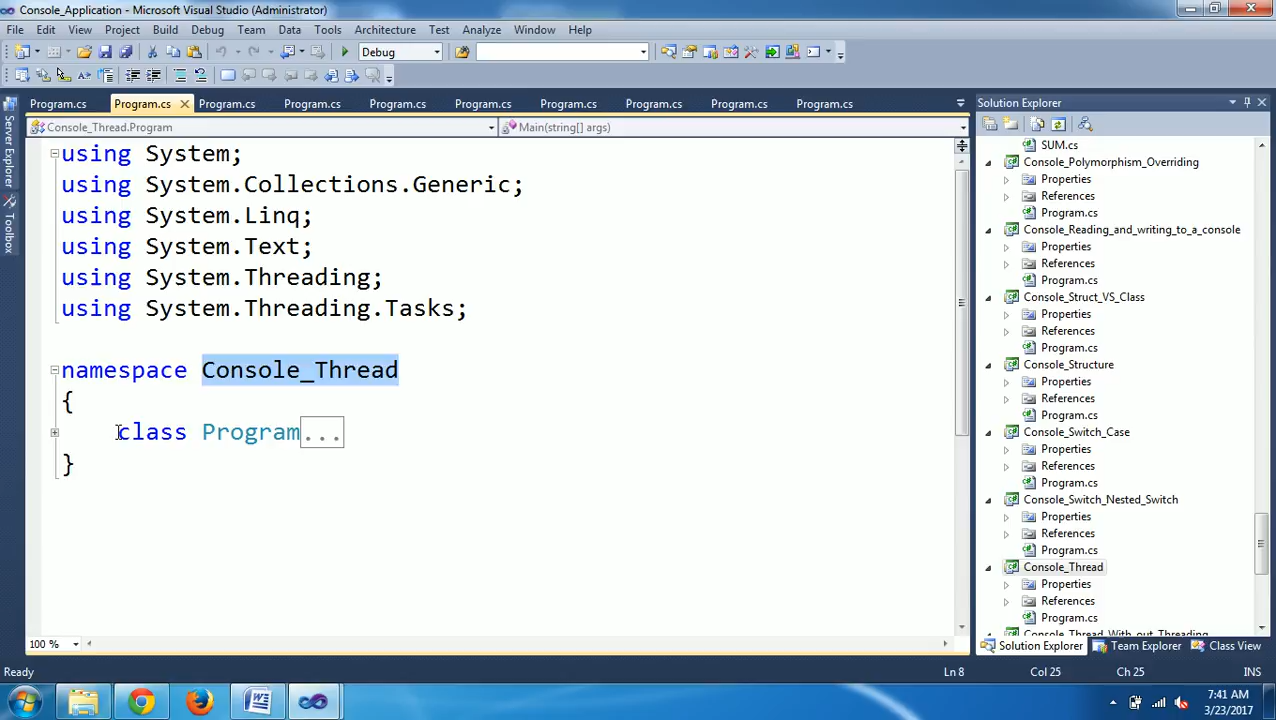 Console_Application - Microsoft Visual Studio (Administrator)
File Edit View Project Build Debug Team Data Tools Architecture Test Analyze Window Help
Debug
Program.cs Program.cs Program.cs Program.cs Program.cs Program.cs Program.cs Program.cs Program.cs Program.cs
Console_Thread.Program
Main(string[] args)
using System;
using System.Collections.Generic;
using System.Linq;
using System.Text;
using System.Threading;
using System.Threading.Tasks;
namespace Console_Thread
{
class Program...
}
100 %
Server Explorer
Toolbox
Solution Explorer
SUM.cs
Console_Polymorphism_Overriding
Properties
References
Program.cs
Console_Reading_and_writing_to_a_console
Properties
References
Program.cs
Console_Struct_VS_Class
Properties
References
Program.cs
Console_Structure
Properties
References
Program.cs
Console_Switch_Case
Properties
References
Program.cs
Console_Switch_Nested_Switch
Properties
References
Program.cs
Console_Thread
Properties
References
Program.cs
Console_Thread_With_out_Threading
Solution Explorer Team Explorer Class View
Ready Ln 8 Col 25 Ch 25 INS
7:41 AM
3/23/2017